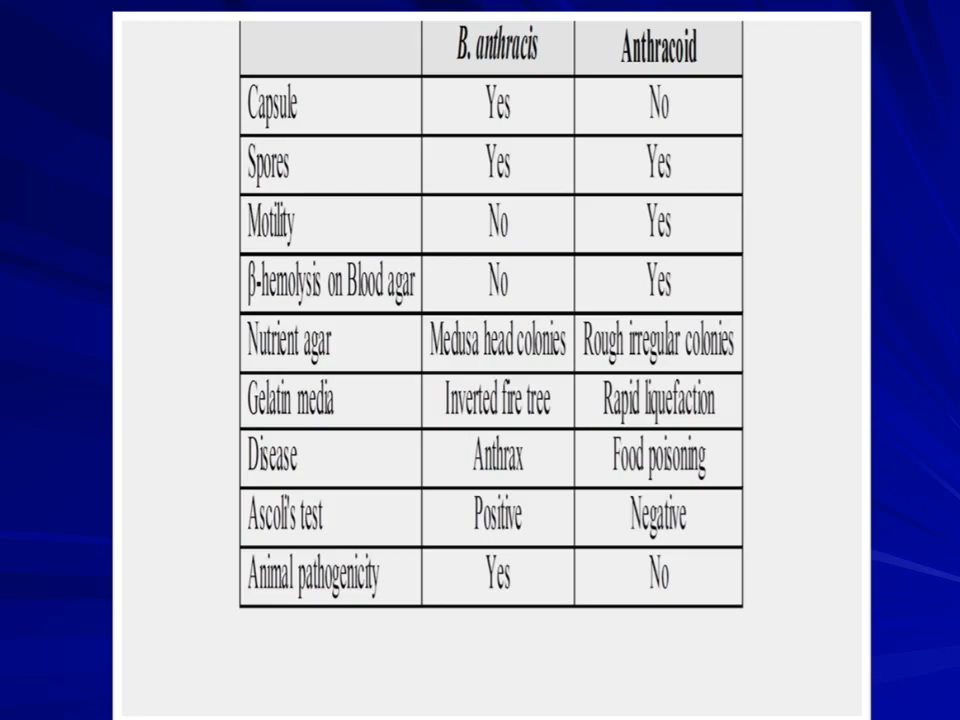 B. anthracis Anthracoid
Capsule Yes No
Spores Yes Yes
Motility No Yes
β-hemolysis on Blood agar No Yes
Nutrient agar Medusa head colonies Rough irregular colonies
Gelatin media Inverted fire tree Rapid liquefaction
Disease Anthrax Food poisoning
Ascoli's test Positive Negative
Animal pathogenicity Yes No